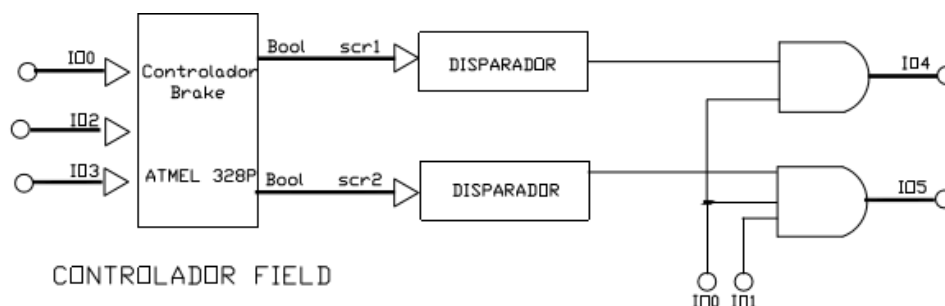 IO0
IO2
IO3
Controlador
Brake
ATMEL 328P
Bool scr1
DISPARADOR
IO4
Bool scr2
DISPARADOR
IO5
IO0 IO1
CONTROLADOR FIELD